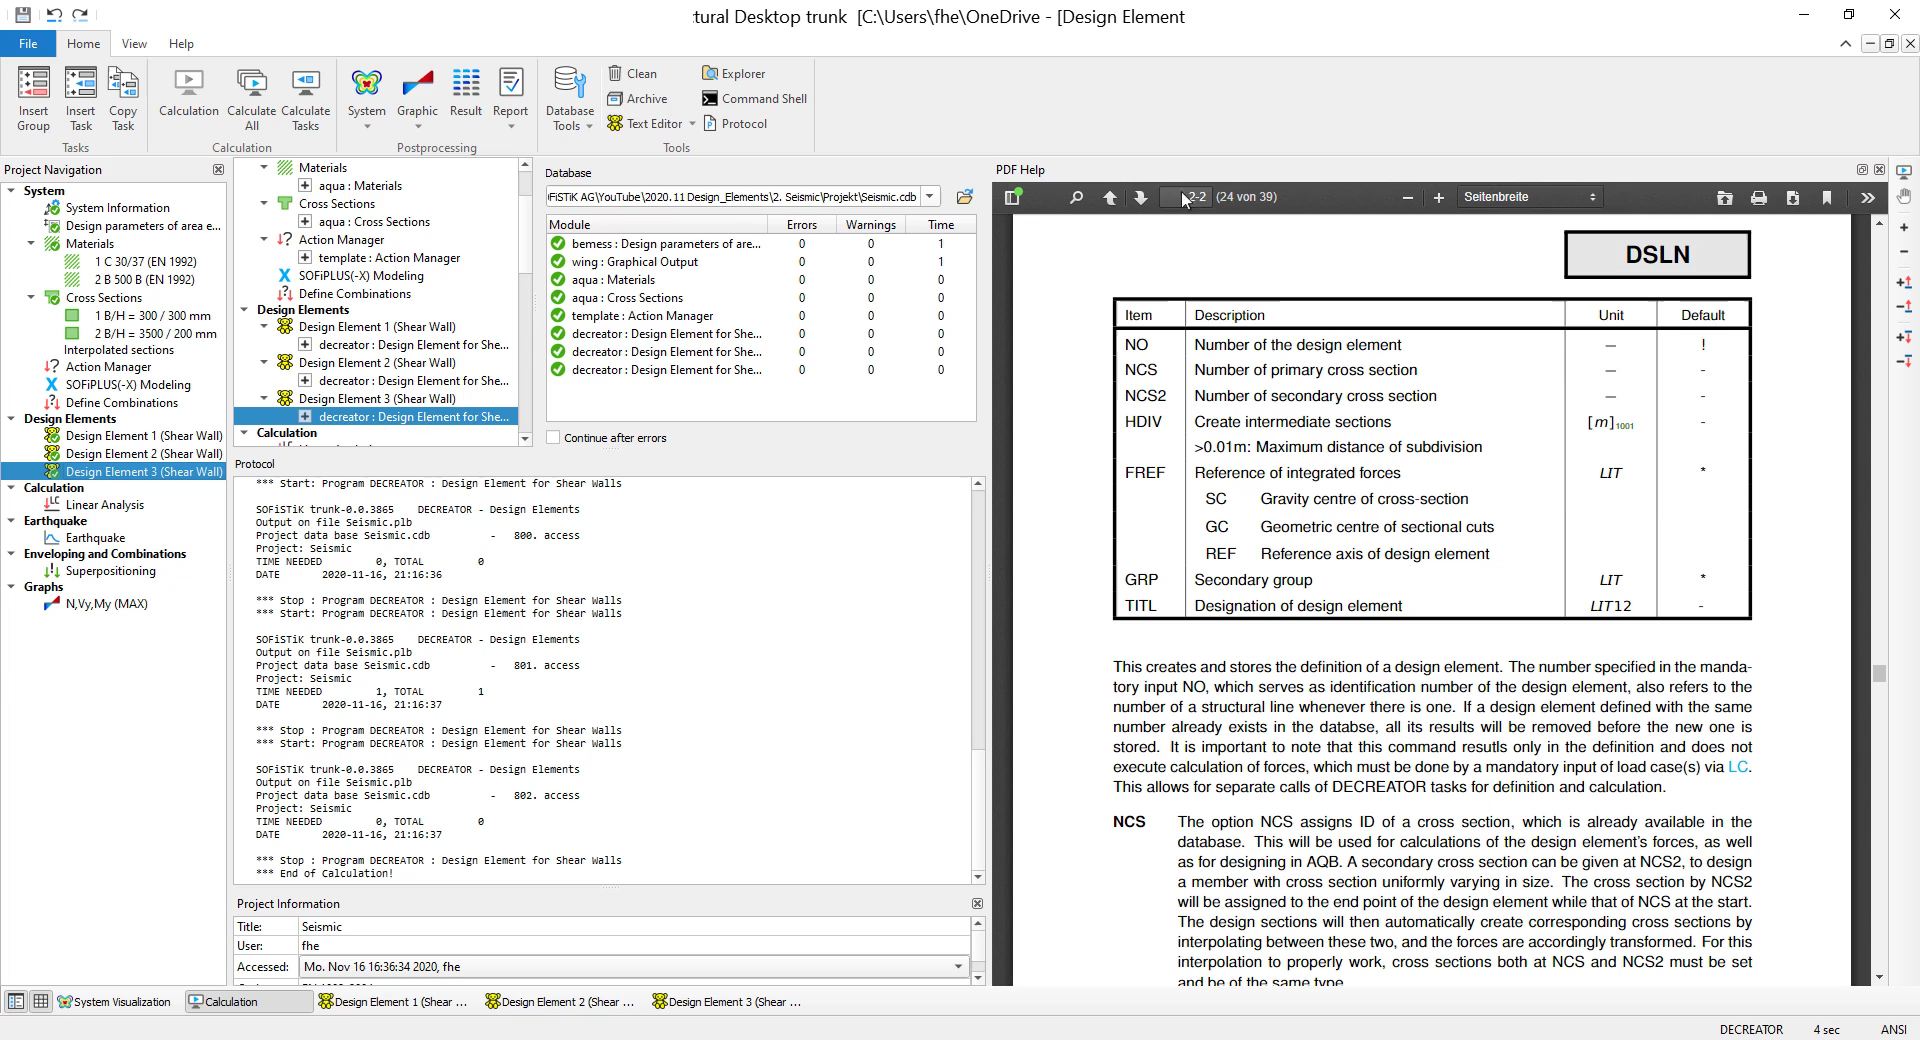 :tural Desktop trunk [C:\Users\fhe\OneDrive - [Design Element
File Home View Help
Insert Group
Insert Task
Copy Task
Tasks
Calculation
Calculate All
Calculate Tasks
Calculation
System
Graphic
Result
Report
Postprocessing
Database Tools
Clean
Archive
Text Editor
Explorer
Command Shell
Protocol
Tools
Project Navigation
System
System Information
Design parameters of area e...
Materials
1 C 30/37 (EN 1992)
2 B 500 B (EN 1992)
Cross Sections
1 B/H = 300 / 300 mm
2 B/H = 3500 / 200 mm
Interpolated sections
Action Manager
SOFiPLUS(-X) Modeling
Define Combinations
Design Elements
Design Element 1 (Shear Wall)
Design Element 2 (Shear Wall)
Design Element 3 (Shear Wall)
Calculation
Linear Analysis
Earthquake
Earthquake
Enveloping and Combinations
Superpositioning
Graphs
N,Vy,My (MAX)
Materials
aqua : Materials
Cross Sections
aqua : Cross Sections
Action Manager
template : Action Manager
SOFiPLUS(-X) Modeling
Define Combinations
Design Elements
Design Element 1 (Shear Wall)
decreator : Design Element for She...
Design Element 2 (Shear Wall)
decreator : Design Element for She...
Design Element 3 (Shear Wall)
decreator : Design Element for She...
Calculation
Database
FiSTiK AG\YouTube\2020.11 Design_Elements\2. Seismic\Projekt\Seismic.cdb
Module Errors Warnings Time
bemess : Design parameters of are... 0 0 1
wing : Graphical Output 0 0 1
aqua : Materials 0 0 0
aqua : Cross Sections 0 0 0
template : Action Manager 0 0 0
decreator : Design Element for She... 0 0 0
decreator : Design Element for She... 0 0 0
decreator : Design Element for She... 0 0 0
Continue after errors
Protocol
*** Start: Program DECREATOR : Design Element for Shear Walls
SOFiSTiK trunk-0.0.3865 DECREATOR - Design Elements
Output on file Seismic.plb
Project data base Seismic.cdb - 800. access
Project: Seismic
TIME NEEDED 0, TOTAL 0
DATE 2020-11-16, 21:16:36
*** Stop : Program DECREATOR : Design Element for Shear Walls
*** Start: Program DECREATOR : Design Element for Shear Walls
SOFiSTiK trunk-0.0.3865 DECREATOR - Design Elements
Output on file Seismic.plb
Project data base Seismic.cdb - 801. access
Project: Seismic
TIME NEEDED 1, TOTAL 1
DATE 2020-11-16, 21:16:37
*** Stop : Program DECREATOR : Design Element for Shear Walls
*** Start: Program DECREATOR : Design Element for Shear Walls
SOFiSTiK trunk-0.0.3865 DECREATOR - Design Elements
Output on file Seismic.plb
Project data base Seismic.cdb - 802. access
Project: Seismic
TIME NEEDED 0, TOTAL 0
DATE 2020-11-16, 21:16:37
*** Stop : Program DECREATOR : Design Element for Shear Walls
*** End of Calculation!
Project Information
Title: Seismic
User: fhe
Accessed: Mo. Nov 16 16:36:34 2020, fhe
PDF Help
2-2 (24 von 39)
Seitenbreite
DSLN
Item Description Unit Default
NO Number of the design element — !
NCS Number of primary cross section — -
NCS2 Number of secondary cross section — -
HDIV Create intermediate sections [m]1001 -
>0.01m: Maximum distance of subdivision
FREF Reference of integrated forces LIT *
SC Gravity centre of cross-section
GC Geometric centre of sectional cuts
REF Reference axis of design element
GRP Secondary group LIT *
TITL Designation of design element LIT12 -
This creates and stores the definition of a design element. The number specified in the manda-
tory input NO, which serves as identification number of the design element, also refers to the
number of a structural line whenever there is one. If a design element defined with the same
number already exists in the databse, all its results will be removed before the new one is
stored. It is important to note that this command resutls only in the definition and does not
execute calculation of forces, which must be done by a mandatory input of load case(s) via LC.
This allows for separate calls of DECREATOR tasks for definition and calculation.
NCS The option NCS assigns ID of a cross section, which is already available in the
database. This will be used for calculations of the design element's forces, as well
as for designing in AQB. A secondary cross section can be given at NCS2, to design
a member with cross section uniformly varying in size. The cross section by NCS2
will be assigned to the end point of the design element while that of NCS at the start.
The design sections will then automatically create corresponding cross sections by
interpolating between these two, and the forces are accordingly transformed. For this
interpolation to properly work, cross sections both at NCS and NCS2 must be set
and be of the same type
System Visualization
Calculation
Design Element 1 (Shear ...
Design Element 2 (Shear ...
Design Element 3 (Shear ...
DECREATOR 4 sec ANSI